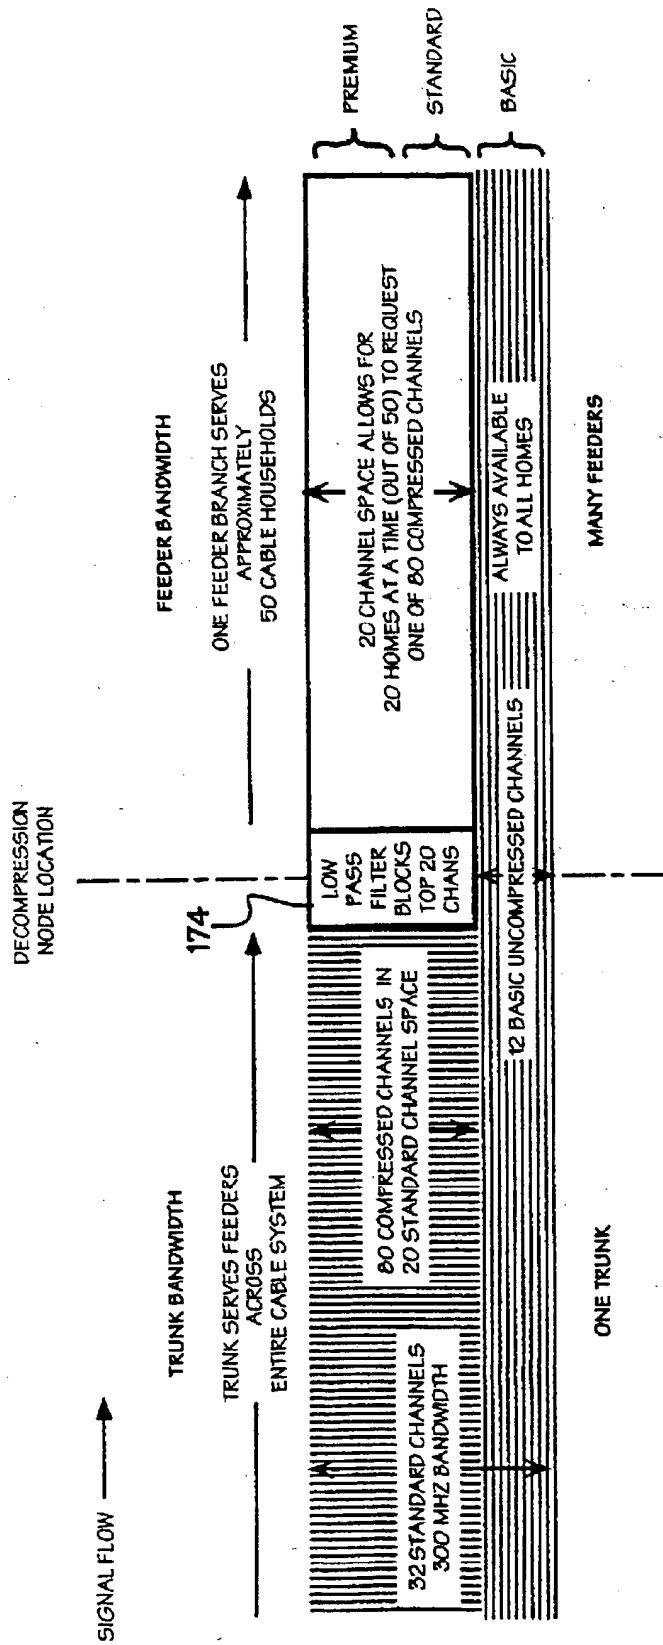 SIGNAL FLOW
DECOMPRESSION
NODE LOCATION
TRUNK BANDWIDTH
TRUNK SERVES FEEDERS
ACROSS
ENTIRE CABLE SYSTEM
FEEDER BANDWIDTH
ONE FEEDER BRANCH SERVES
APPROXIMATELY
50 CABLE HOUSEHOLDS
174
32 STANDARD CHANNELS
300 MHZ BANDWIDTH
80 COMPRESSED CHANNELS IN
20 STANDARD CHANNEL SPACE
LOW
PASS
FILTER
BLOCKS
TOP 20
CHANS
20 CHANNEL SPACE ALLOWS FOR
20 HOMES AT A TIME (OUT OF 50) TO REQUEST
ONE OF 80 COMPRESSED CHANNELS
PREMIUM
STANDARD
BASIC
12 BASIC UNCOMPRESSED CHANNELS
ALWAYS AVAILABLE
TO ALL HOMES
ONE TRUNK
MANY FEEDERS